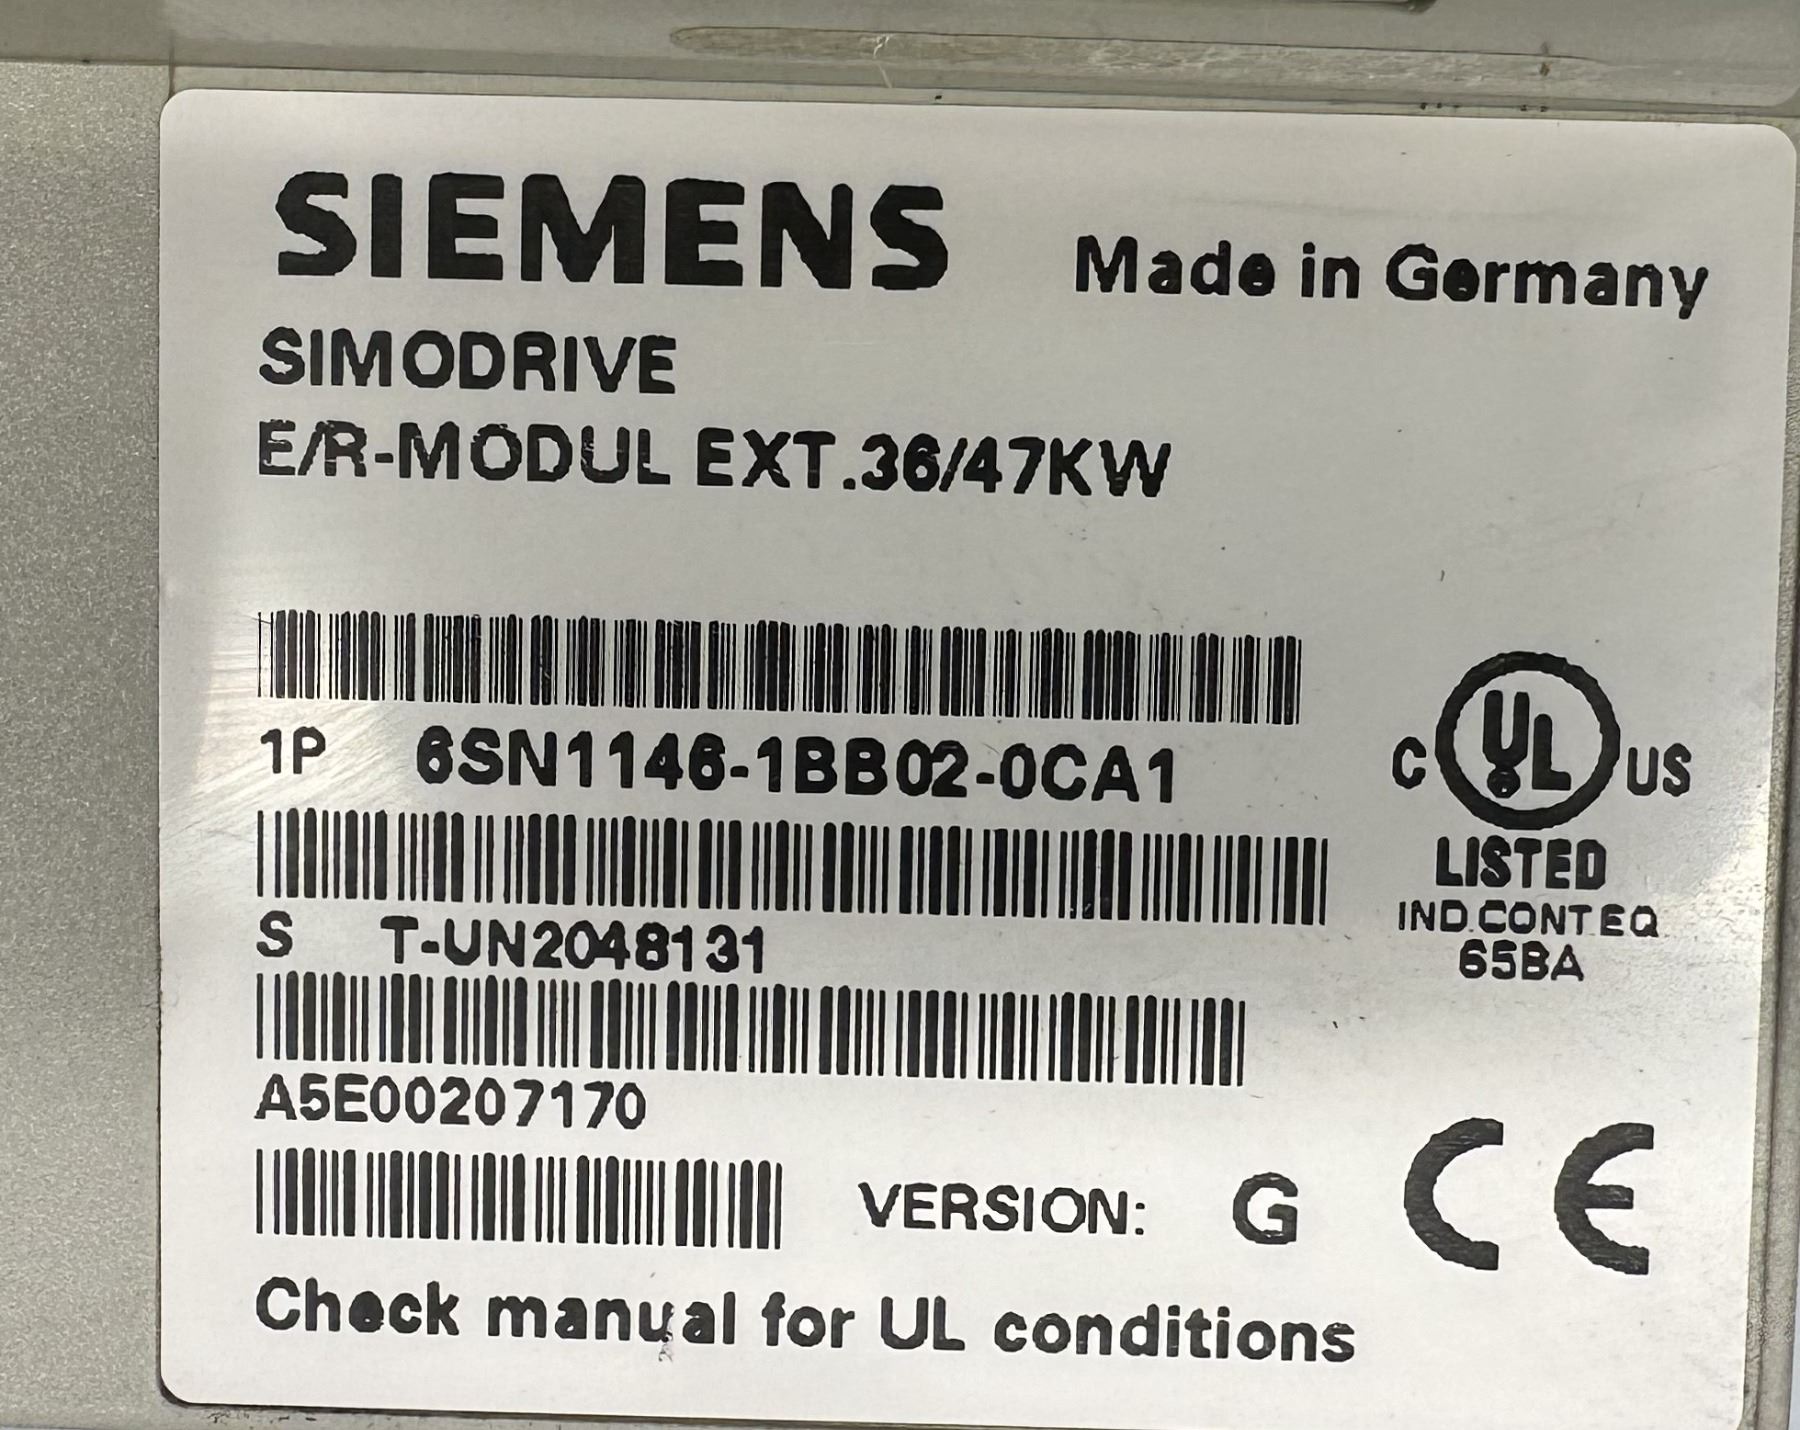 SIEMENS Made in Germany
SIMODRIVE
E/R-MODUL EXT.36/47KW
1P 6SN1146-1BB02-0CA1
C UL US
LISTED
IND.CONT.EQ
65BA
S T-UN2048131
A5E00207170
VERSION: G CE
Check manual for UL conditions